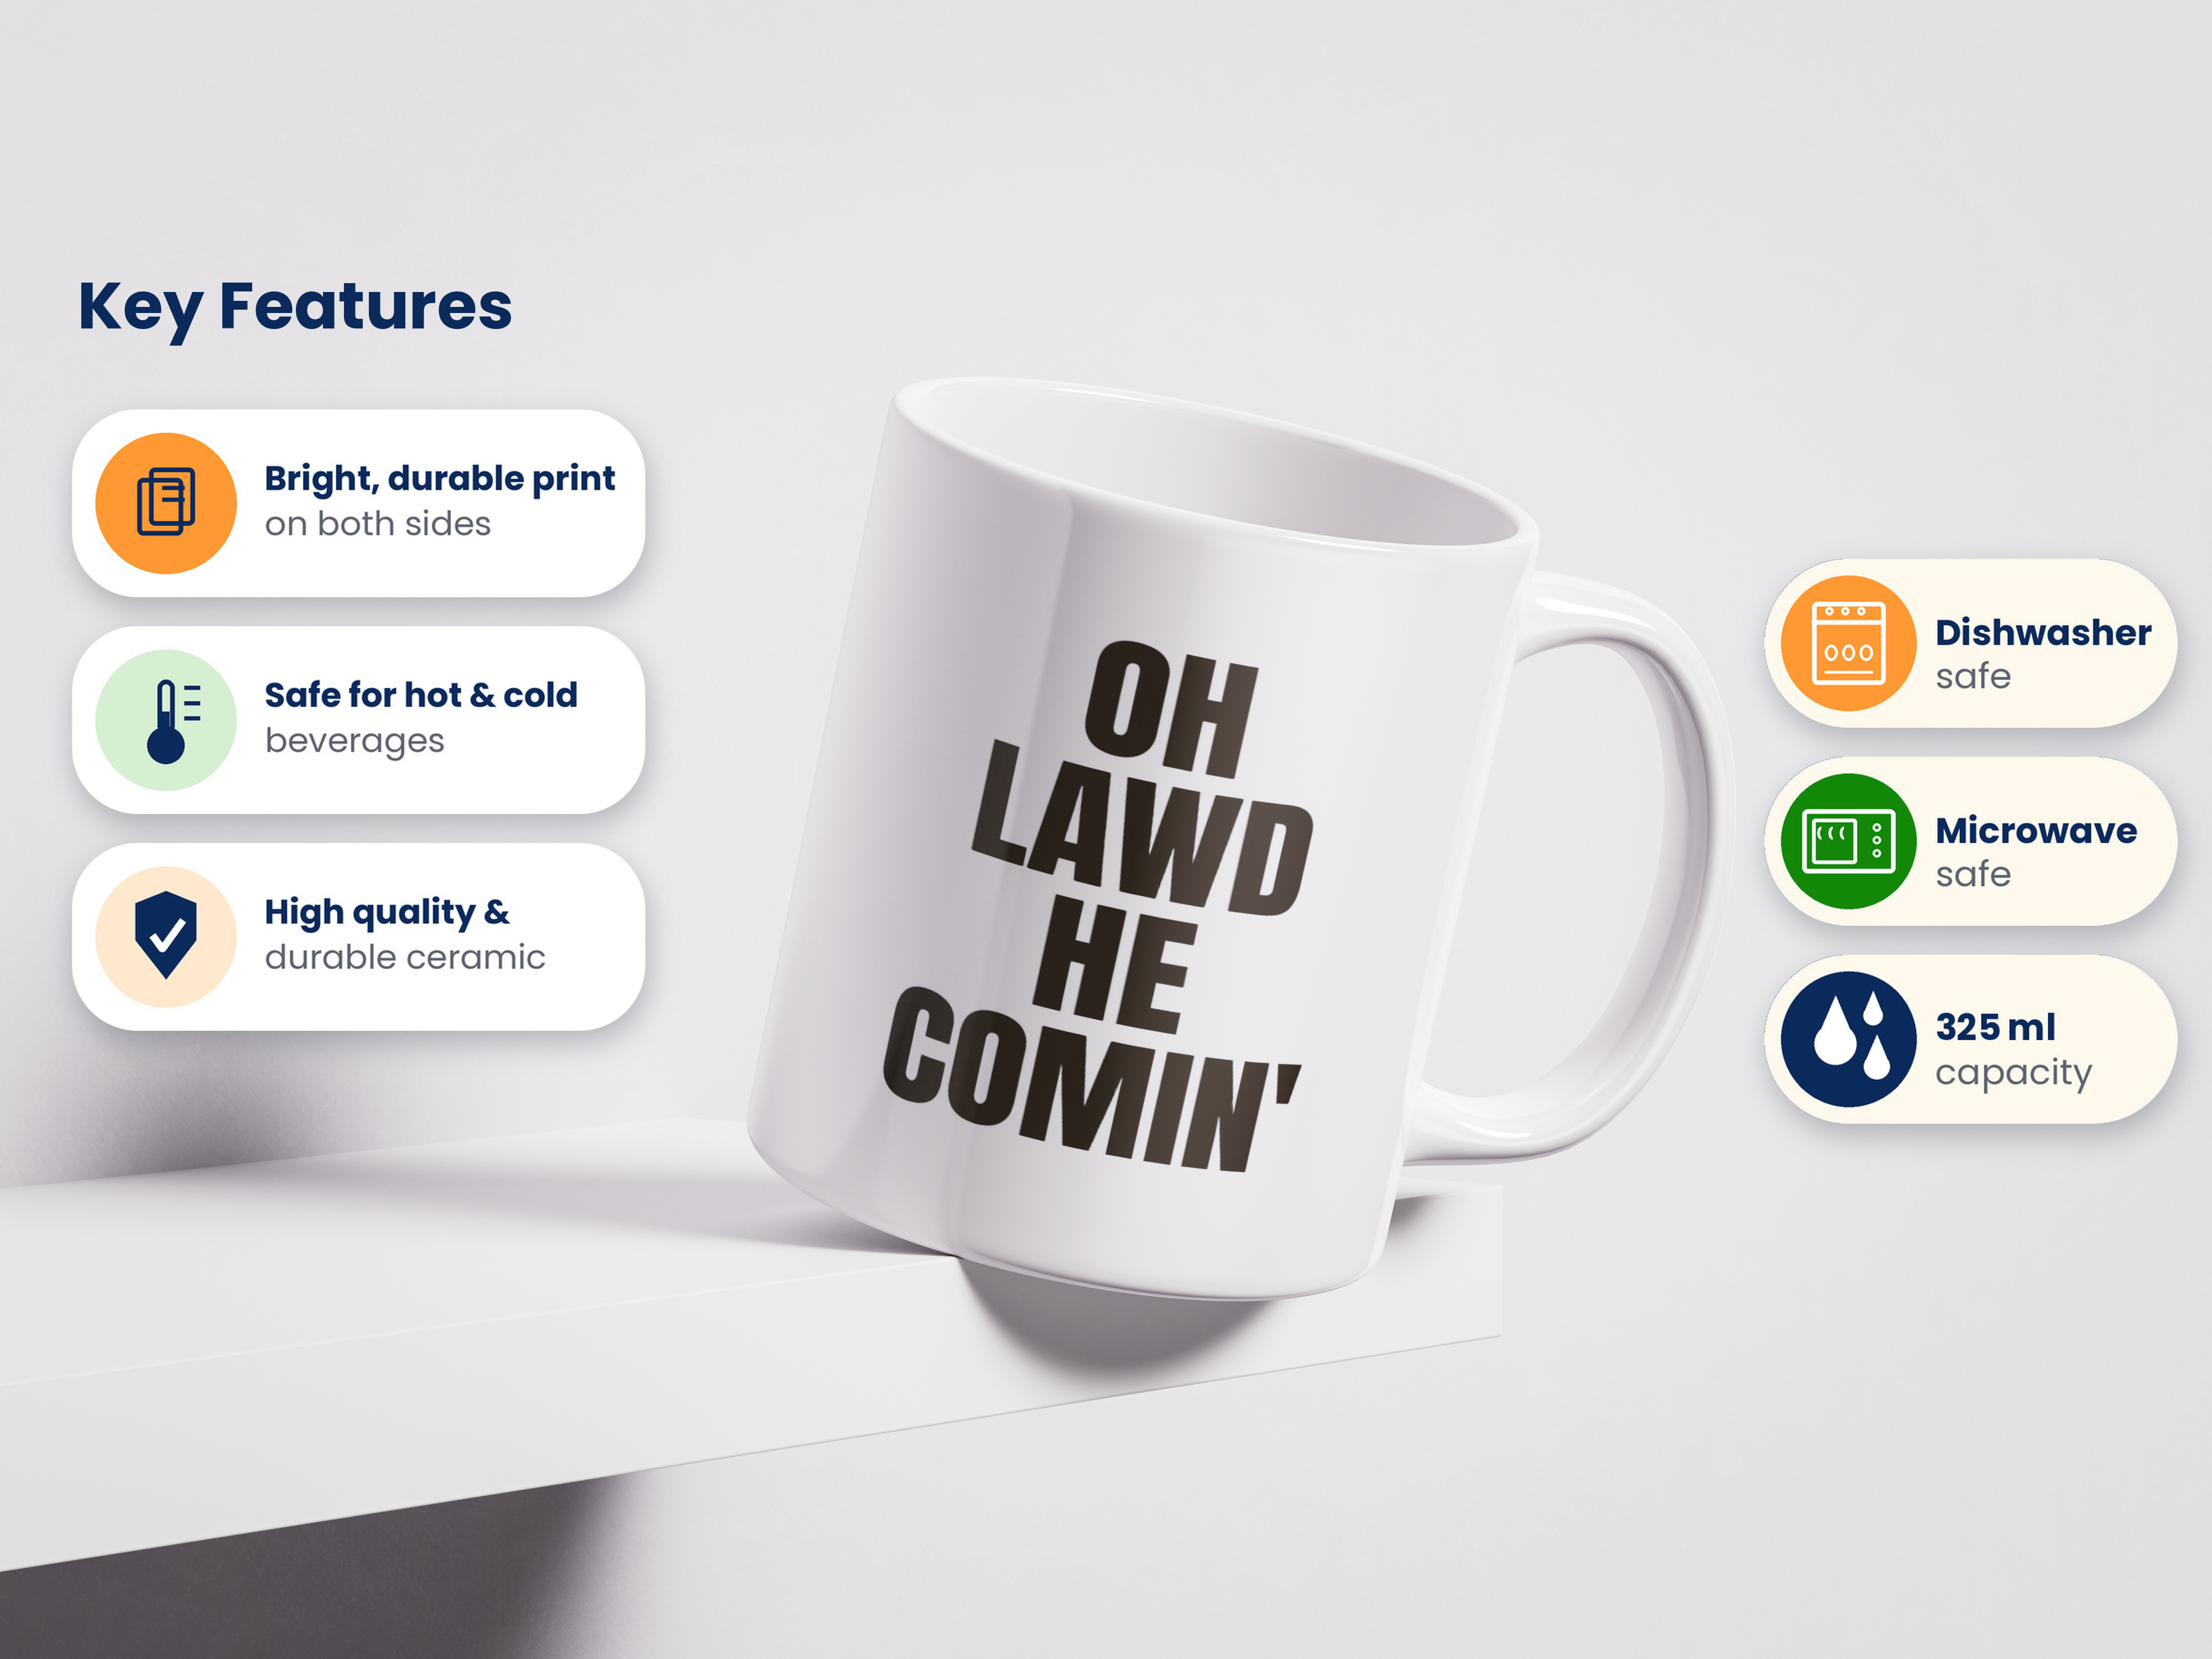 Key Features
Bright, durable print
on both sides
Safe for hot & cold
beverages
High quality &
durable ceramic
OH
LAWD
HE
COMIN'
Dishwasher
safe
Microwave
safe
325 ml
capacity